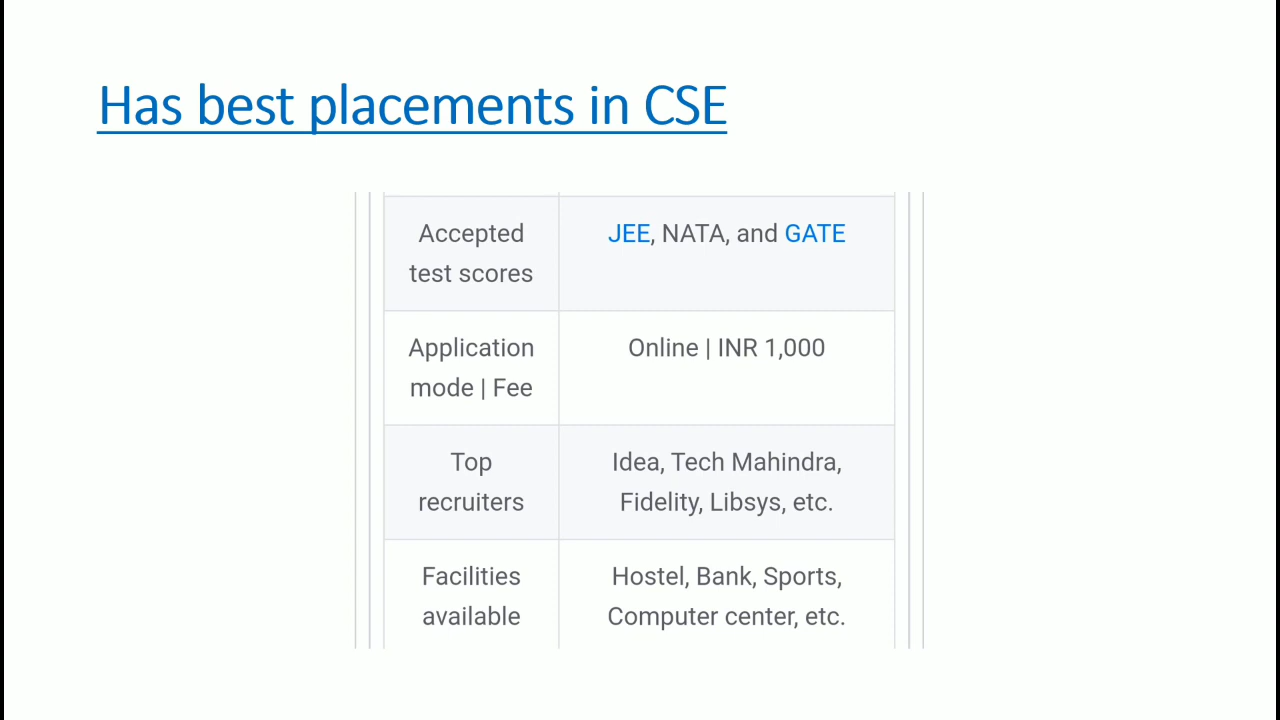 Has best placements in CSE
Accepted
test scores
JEE, NATA, and GATE
Application
mode | Fee
Online | INR 1,000
Top
recruiters
Idea, Tech Mahindra,
Fidelity, Libsys, etc.
Facilities
available
Hostel, Bank, Sports,
Computer center, etc.